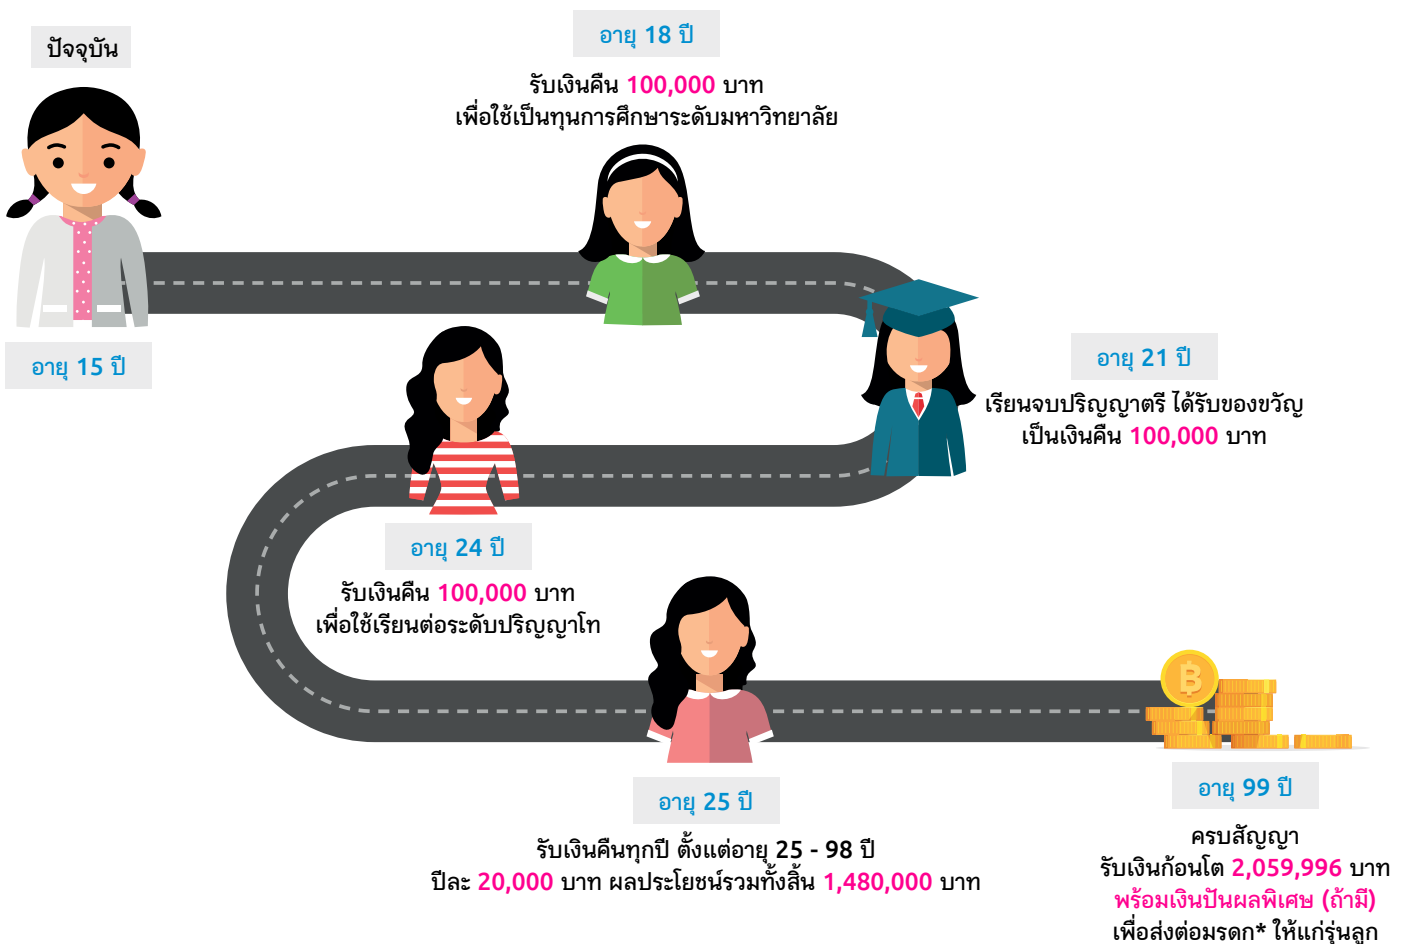 ปัจจุบัน
อายุ 15 ปี
อายุ 18 ปี
รับเงินคืน 100,000 บาท
เพื่อใช้เป็นทุนการศึกษาระดับมหาวิทยาลัย
อายุ 21 ปี
เรียนจบปริญญาตรี ได้รับของขวัญ
เป็นเงินคืน 100,000 บาท
อายุ 24 ปี
รับเงินคืน 100,000 บาท
เพื่อใช้เรียนต่อระดับปริญญาโท
อายุ 25 ปี
รับเงินคืนทุกปี ตั้งแต่อายุ 25 - 98 ปี
ปีละ 20,000 บาท ผลประโยชน์รวมทั้งสิ้น 1,480,000 บาท
฿
อายุ 99 ปี
ครบสัญญา
รับเงินก้อนโต 2,059,996 บาท
พร้อมเงินปันผลพิเศษ (ถ้ามี)
เพื่อส่งต่อมรดก* ให้แก่รุ่นลูก